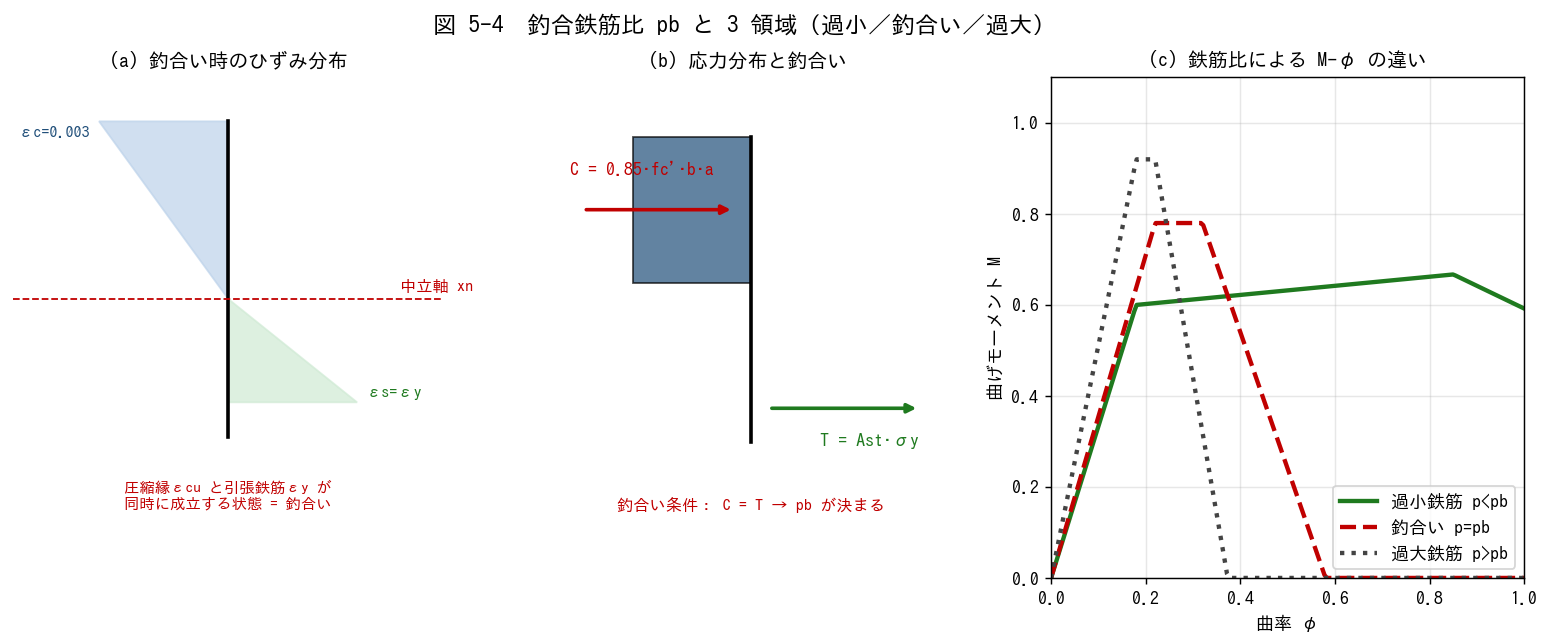 図 5-4　釣合鉄筋比 pb と 3 領域 (過小／釣合い／過大)
(a) 釣合い時のひずみ分布
εc=0.003
中立軸 xn
εs=εy
圧縮縁εcu と引張鉄筋εy が
同時に成立する状態 = 釣合い
(b) 応力分布と釣合い
C = 0.85·fc'·b·a
T = Ast·σy
釣合い条件: C = T → pb が決まる
(c) 鉄筋比による M-φ の違い
曲げモーメント M
1.0
0.8
0.6
0.4
0.2
0.0
0.0 0.2 0.4 0.6 0.8 1.0
曲率 φ
過小鉄筋 p<pb
釣合い p=pb
過大鉄筋 p>pb